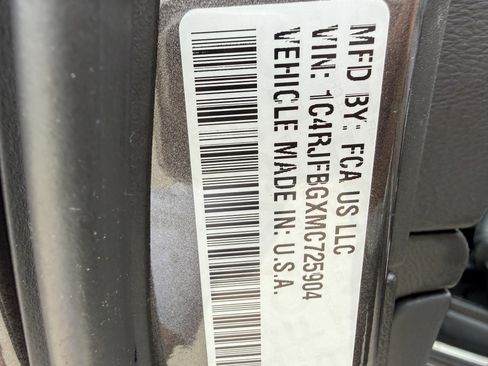 MFD BY: FCA US LLC
VIN: 1C4RJFBGXMC725904
VEHICLE MADE IN: U.S.A.